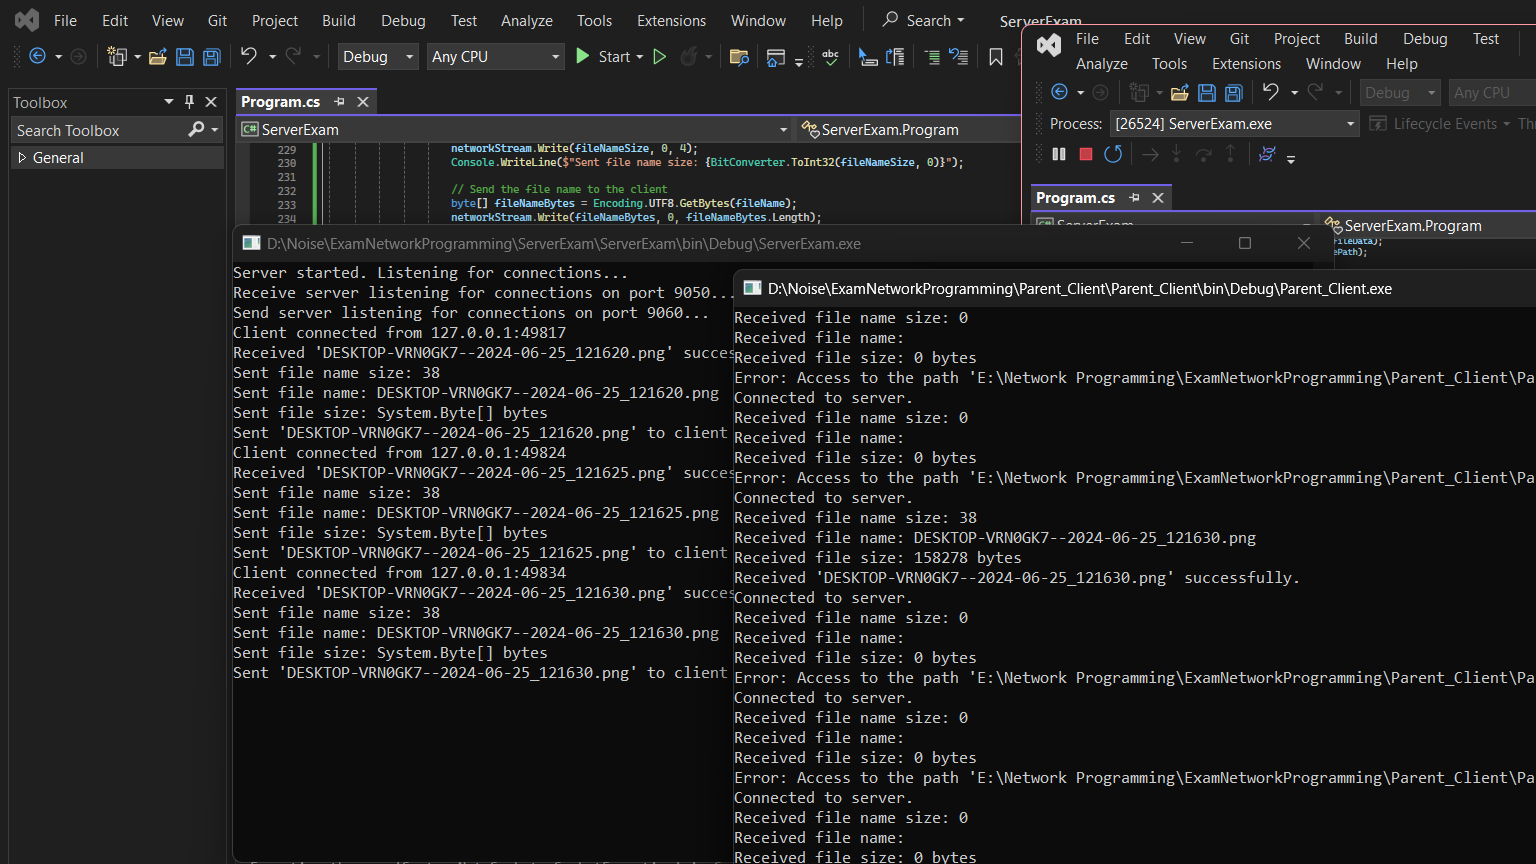 File Edit View Git Project Build Debug Test Analyze Tools Extensions Window Help Search ServerExam
Debug Any CPU Start
Toolbox
Search Toolbox
General
Program.cs
ServerExam ServerExam.Program
229 networkStream.Write(fileNameSize, 0, 4);
230 Console.WriteLine($"Sent file name size: {BitConverter.ToInt32(fileNameSize, 0)}");
231
232 // Send the file name to the client
233 byte[] fileNameBytes = Encoding.UTF8.GetBytes(fileName);
234 networkStream.Write(fileNameBytes, 0, fileNameBytes.Length);
File Edit View Git Project Build Debug Test
Analyze Tools Extensions Window Help
Debug Any CPU
Process: [26524] ServerExam.exe Lifecycle Events
Program.cs
ServerExam ServerExam.Program
ileData);
ePath);
D:\Noise\ExamNetworkProgramming\ServerExam\ServerExam\bin\Debug\ServerExam.exe
Server started. Listening for connections...
Receive server listening for connections on port 9050...
Send server listening for connections on port 9060...
Client connected from 127.0.0.1:49817
Received 'DESKTOP-VRN0GK7--2024-06-25_121620.png' succes
Sent file name size: 38
Sent file name: DESKTOP-VRN0GK7--2024-06-25_121620.png
Sent file size: System.Byte[] bytes
Sent 'DESKTOP-VRN0GK7--2024-06-25_121620.png' to client
Client connected from 127.0.0.1:49824
Received 'DESKTOP-VRN0GK7--2024-06-25_121625.png' succes
Sent file name size: 38
Sent file name: DESKTOP-VRN0GK7--2024-06-25_121625.png
Sent file size: System.Byte[] bytes
Sent 'DESKTOP-VRN0GK7--2024-06-25_121625.png' to client
Client connected from 127.0.0.1:49834
Received 'DESKTOP-VRN0GK7--2024-06-25_121630.png' succes
Sent file name size: 38
Sent file name: DESKTOP-VRN0GK7--2024-06-25_121630.png
Sent file size: System.Byte[] bytes
Sent 'DESKTOP-VRN0GK7--2024-06-25_121630.png' to client
D:\Noise\ExamNetworkProgramming\Parent_Client\Parent_Client\bin\Debug\Parent_Client.exe
Received file name size: 0
Received file name:
Received file size: 0 bytes
Error: Access to the path 'E:\Network Programming\ExamNetworkProgramming\Parent_Client\Pa
Connected to server.
Received file name size: 0
Received file name:
Received file size: 0 bytes
Error: Access to the path 'E:\Network Programming\ExamNetworkProgramming\Parent_Client\Pa
Connected to server.
Received file name size: 38
Received file name: DESKTOP-VRN0GK7--2024-06-25_121630.png
Received file size: 158278 bytes
Received 'DESKTOP-VRN0GK7--2024-06-25_121630.png' successfully.
Connected to server.
Received file name size: 0
Received file name:
Received file size: 0 bytes
Error: Access to the path 'E:\Network Programming\ExamNetworkProgramming\Parent_Client\Pa
Connected to server.
Received file name size: 0
Received file name:
Received file size: 0 bytes
Error: Access to the path 'E:\Network Programming\ExamNetworkProgramming\Parent_Client\Pa
Connected to server.
Received file name size: 0
Received file name:
Received file size: 0 bytes